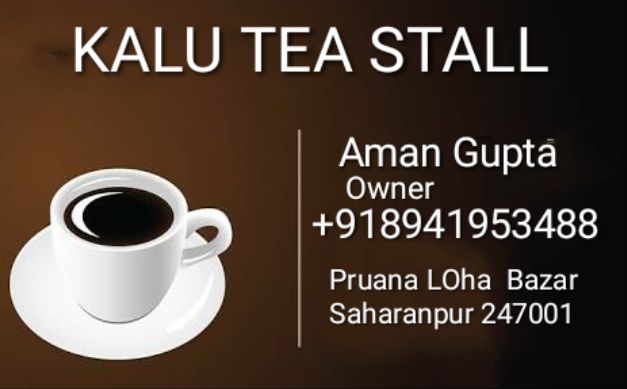 KALU TEA STALL
Aman Gupta
Owner
+918941953488
Pruana LOha Bazar
Saharanpur 247001